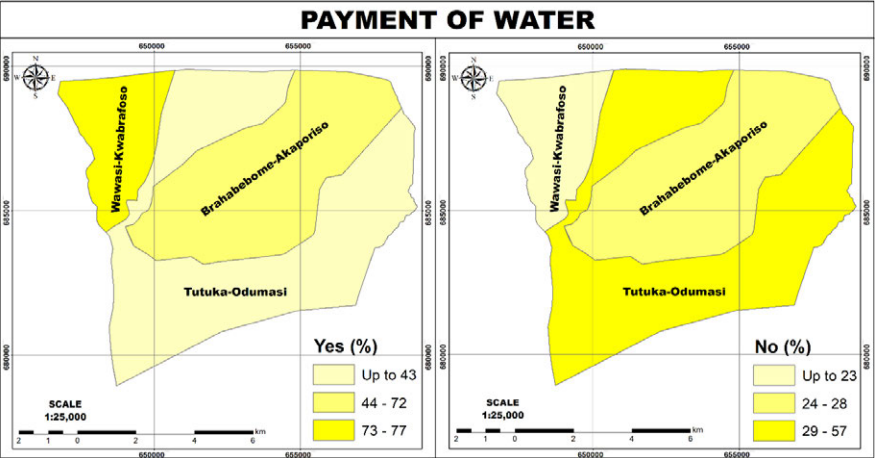 PAYMENT OF WATER
650000 655000
650000 655000
690000
685000
680000
N
W E
S
Wawasi-Kwabrafoso
Brahabebome-Akaporiso
Tutuka-Odumasi
Yes (%)
Up to 43
44 - 72
73 - 77
SCALE
1:25,000
2 1 0 2 4 6 km
650000 655000
690000
685000
680000
N
W E
S
Wawasi-Kwabrafoso
Brahabebome-Akaporiso
Tutuka-Odumasi
No (%)
Up to 23
24 - 28
29 - 57
SCALE
1:25,000
2 1 0 2 4 6 km
650000 655000